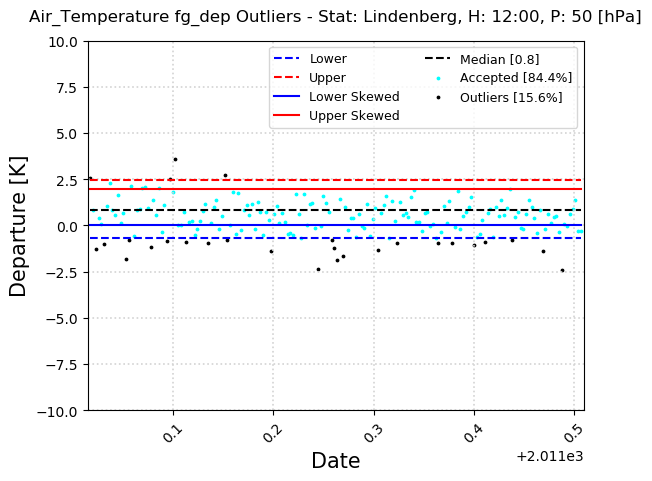 Air_Temperature fg_dep Outliers - Stat: Lindenberg, H: 12:00, P: 50 [hPa]
10.0
7.5
5.0
2.5
0.0
−2.5
−5.0
−7.5
−10.0
Departure [K]
Lower
Upper
Lower Skewed
Upper Skewed
Median [0.8]
Accepted [84.4%]
Outliers [15.6%]
0.1
0.2
0.3
0.4
0.5
+2.011e3
Date